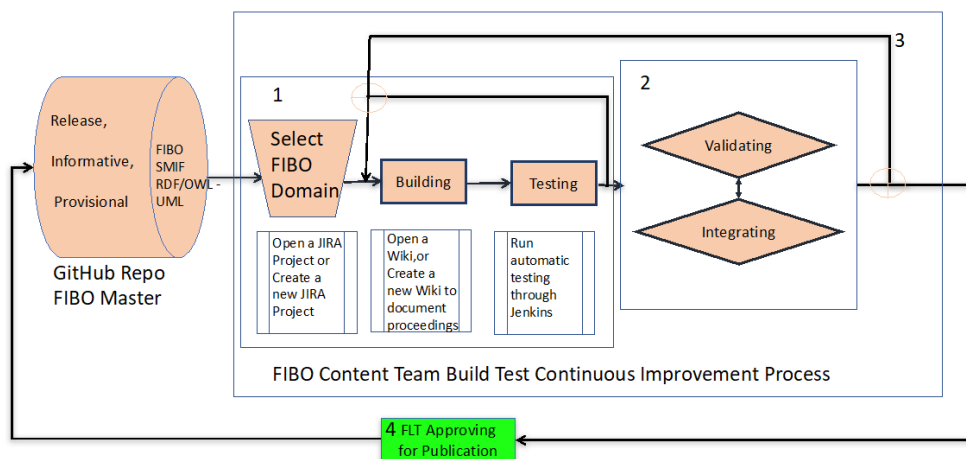 3
1
2
Release,
Informative,
Provisional
FIBO
SMIF
RDF/OWL -
UML
Select
FIBO
Domain
Building
Testing
Validating
Integrating
GitHub Repo
FIBO Master
Open a JIRA
Project or
Create a
new JIRA
Project
Open a
Wiki,or
Create a
new Wiki to
document
proceedings
Run
automatic
testing
through
Jenkins
FIBO Content Team Build Test Continuous Improvement Process
4 FLT Approving
for Publication